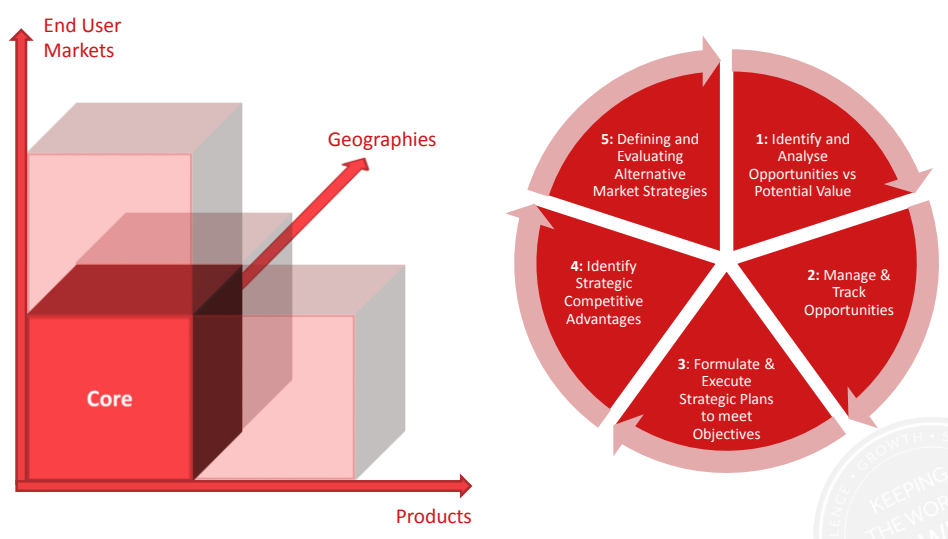 End User
Markets
Geographies
Core
Products
1: Identify and
Analyse
Opportunities vs
Potential Value
2: Manage &
Track
Opportunities
3: Formulate &
Execute
Strategic Plans
to meet
Objectives
4: Identify
Strategic
Competitive
Advantages
5: Defining and
Evaluating
Alternative
Market Strategies
GROWTH
KEEPING